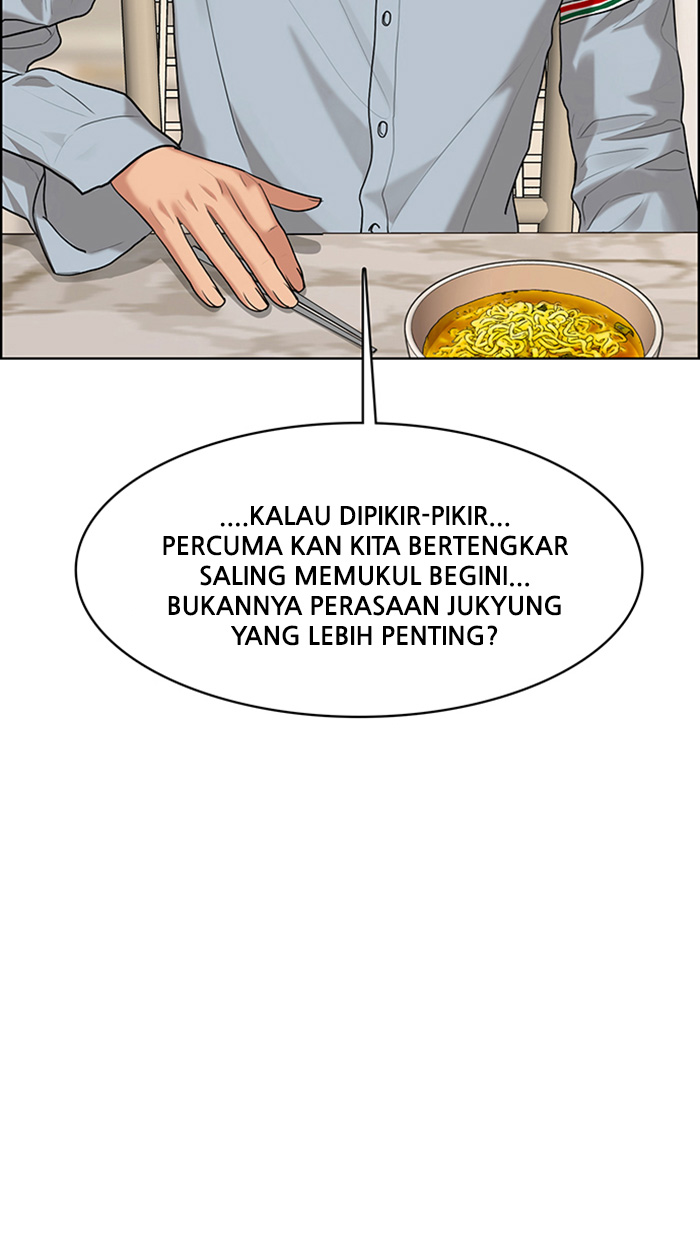 ....KALAU DIPIKIR-PIKIR...
PERCUMA KAN KITA BERTENGKAR
SALING MEMUKUL BEGINI...
BUKANNYA PERASAAN JUKYUNG
YANG LEBIH PENTING?